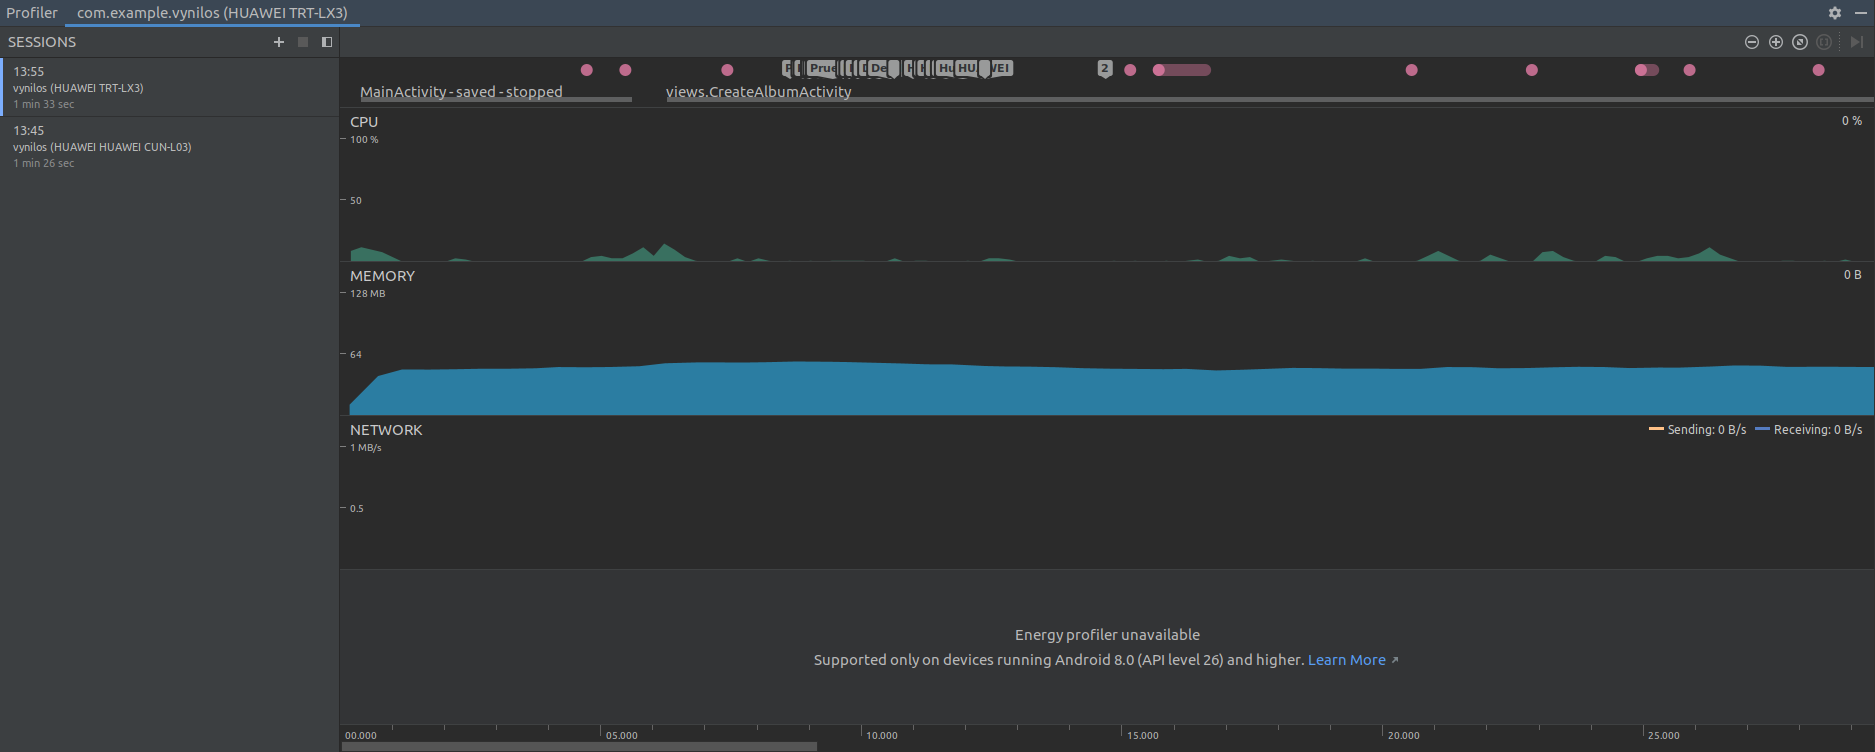 Profiler com.example.vynilos (HUAWEI TRT-LX3)
SESSIONS
13:55
vynilos (HUAWEI TRT-LX3)
1 min 33 sec
13:45
vynilos (HUAWEI HUAWEI CUN-L03)
1 min 26 sec
Prue De Hu HU WEI 2
MainActivity - saved - stopped views.CreateAlbumActivity
CPU 0 %
100 %
50
MEMORY 0 B
128 MB
64
NETWORK Sending: 0 B/s Receiving: 0 B/s
1 MB/s
0.5
Energy profiler unavailable
Supported only on devices running Android 8.0 (API level 26) and higher. Learn More
00.000 05.000 10.000 15.000 20.000 25.000